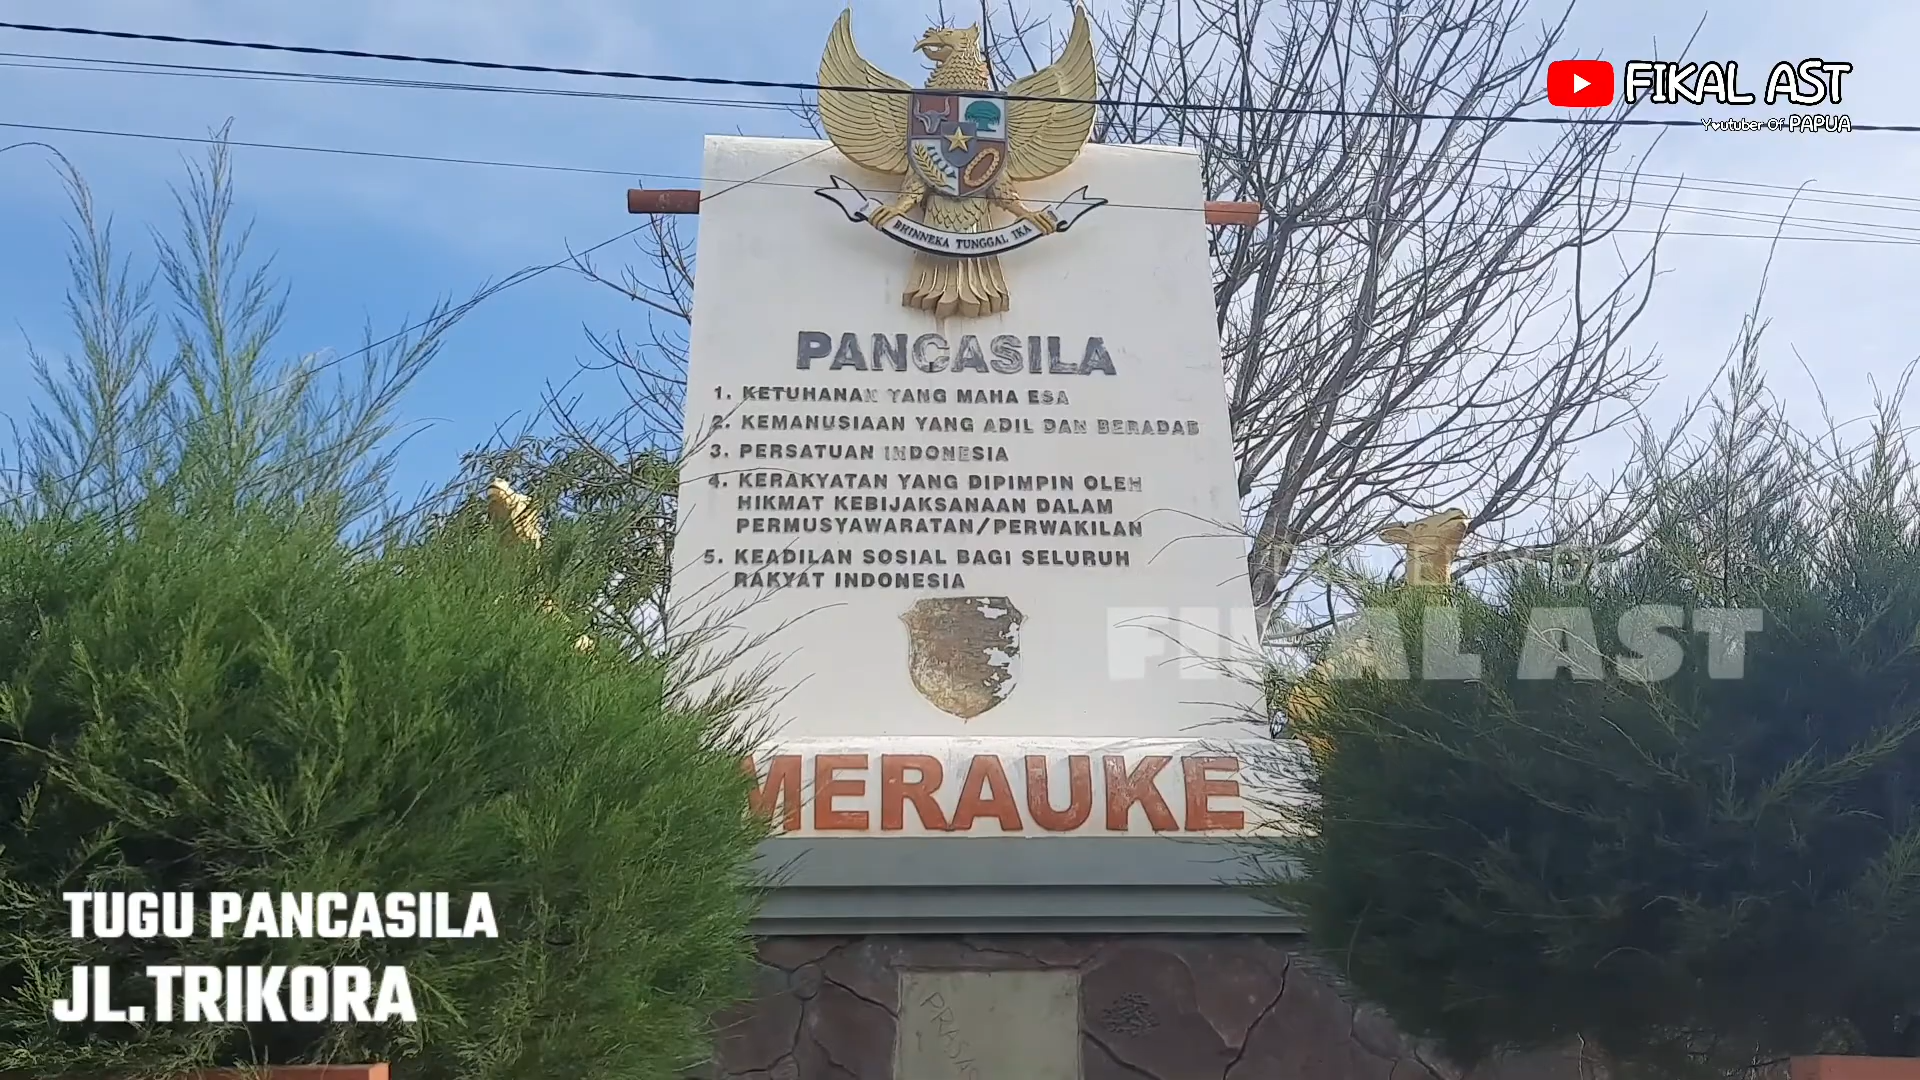 FIKAL AST
Youtuber Of PAPUA
BHINNEKA TUNGGAL IKA
PANCASILA
1. KETUHANAN YANG MAHA ESA
2. KEMANUSIAAN YANG ADIL DAN BERADAB
3. PERSATUAN INDONESIA
4. KERAKYATAN YANG DIPIMPIN OLEH
HIKMAT KEBIJAKSANAAN DALAM
PERMUSYAWARATAN/PERWAKILAN
5. KEADILAN SOSIAL BAGI SELURUH
RAKYAT INDONESIA
FIKAL AST
MERAUKE
TUGU PANCASILA
JL.TRIKORA